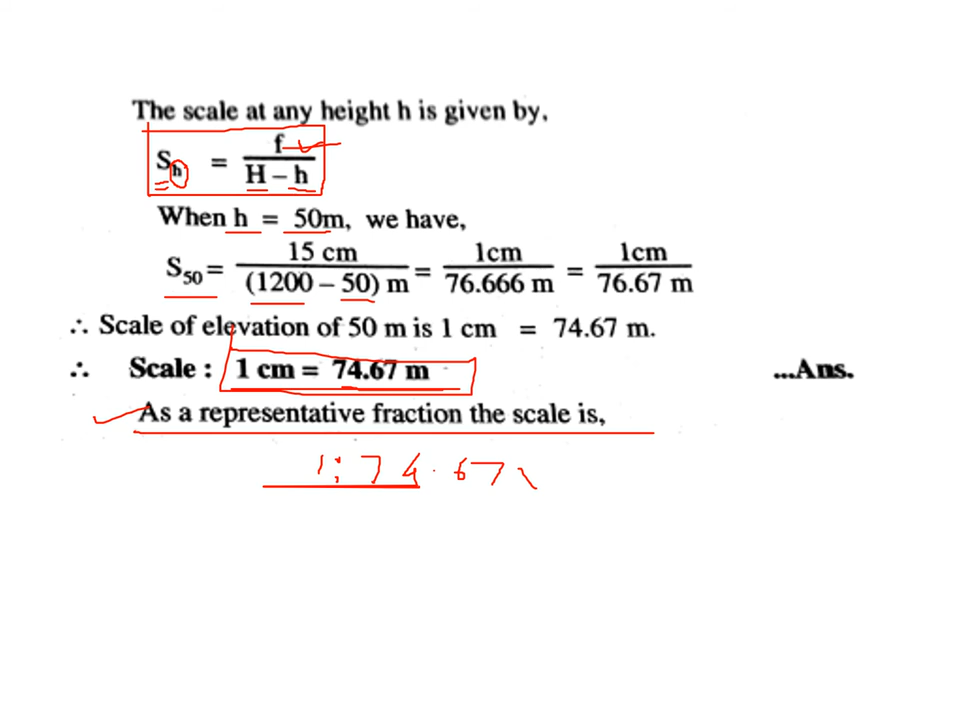 The scale at any height h is given by,
S_h = f / (H – h)
When h = 50m, we have,
S_50 = 15 cm / (1200 – 50) m = 1cm / 76.666 m = 1cm / 76.67 m
∴ Scale of elevation of 50 m is 1 cm = 74.67 m.
∴ Scale : 1 cm = 74.67 m ...Ans.
As a representative fraction the scale is,
1:74.67